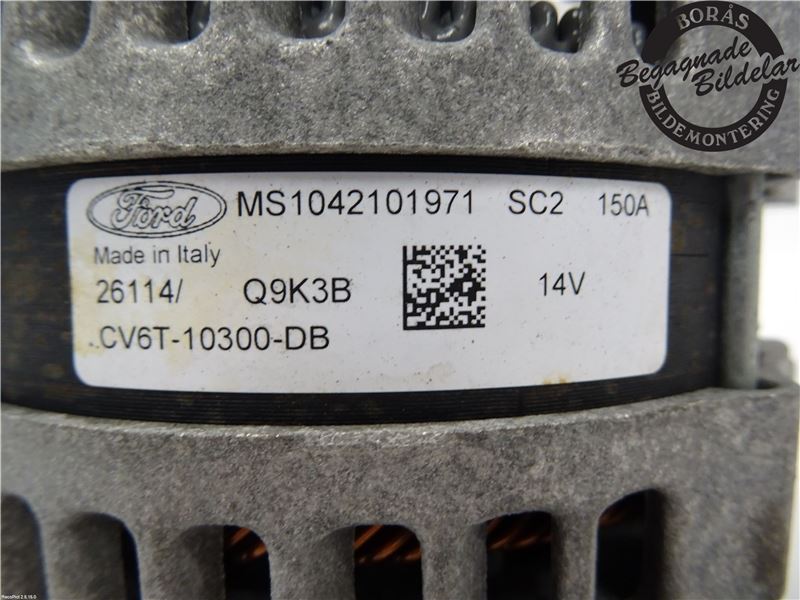 BORÅS
Begagnade
Bildelar
BILDEMONTERING
Ford MS1042101971 SC2 150A
Made in Italy
26114/ Q9K3B 14V
.CV6T-10300-DB